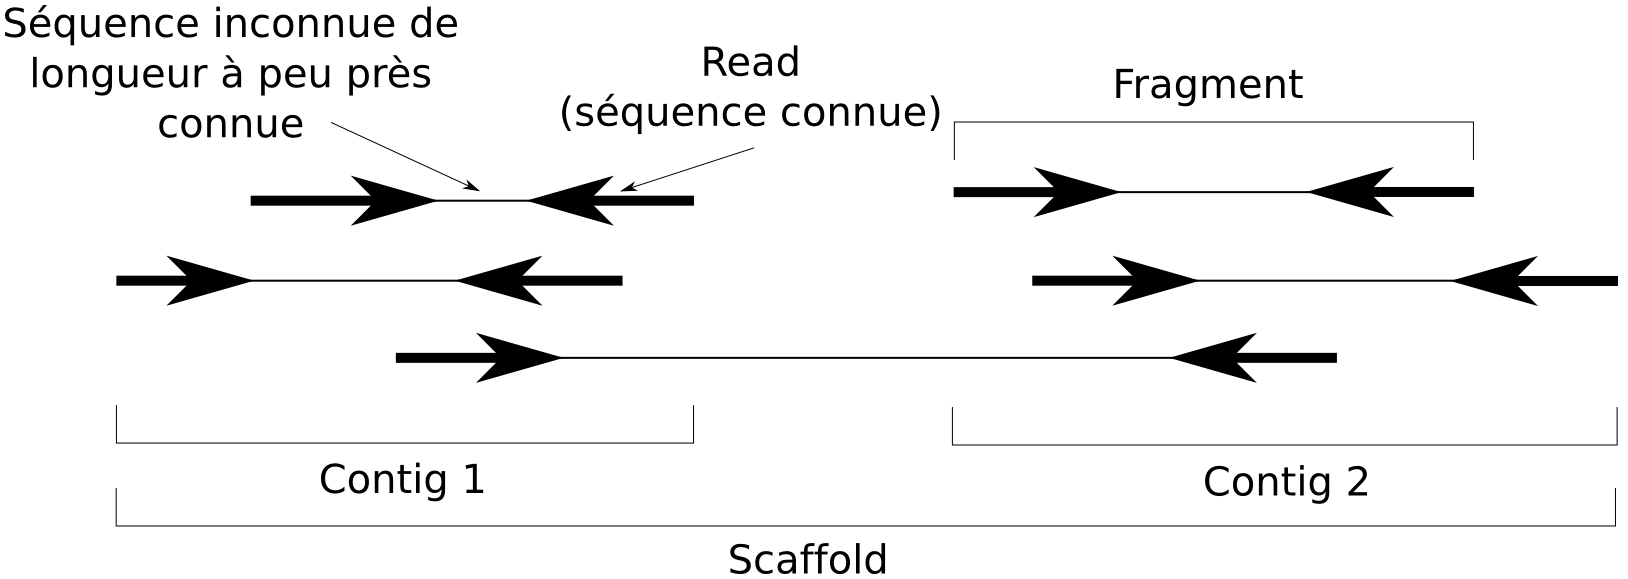 Séquence inconnue de
longueur à peu près
connue
Read
(séquence connue)
Fragment
Contig 1
Contig 2
Scaffold